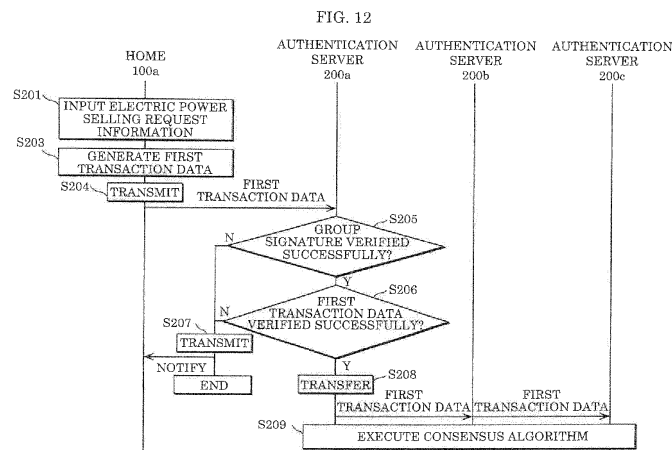 FIG. 12
HOME
100a
AUTHENTICATION
SERVER
200a
AUTHENTICATION
SERVER
200b
AUTHENTICATION
SERVER
200c
S201
INPUT ELECTRIC POWER
SELLING REQUEST
INFORMATION
S203
GENERATE FIRST
TRANSACTION DATA
S204
TRANSMIT
FIRST
TRANSACTION DATA
S205
GROUP
SIGNATURE VERIFIED
SUCCESSFULLY?
N
Y
S206
FIRST
TRANSACTION DATA
VERIFIED SUCCESSFULLY?
N
S207
TRANSMIT
Y
NOTIFY
END
S208
TRANSFER
FIRST
TRANSACTION DATA
FIRST
TRANSACTION DATA
S209
EXECUTE CONSENSUS ALGORITHM